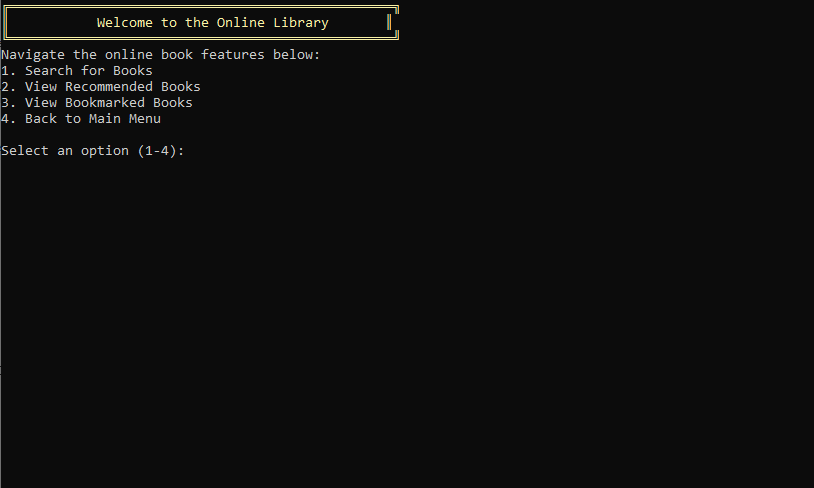 Welcome to the Online Library
Navigate the online book features below:
1. Search for Books
2. View Recommended Books
3. View Bookmarked Books
4. Back to Main Menu
Select an option (1-4):